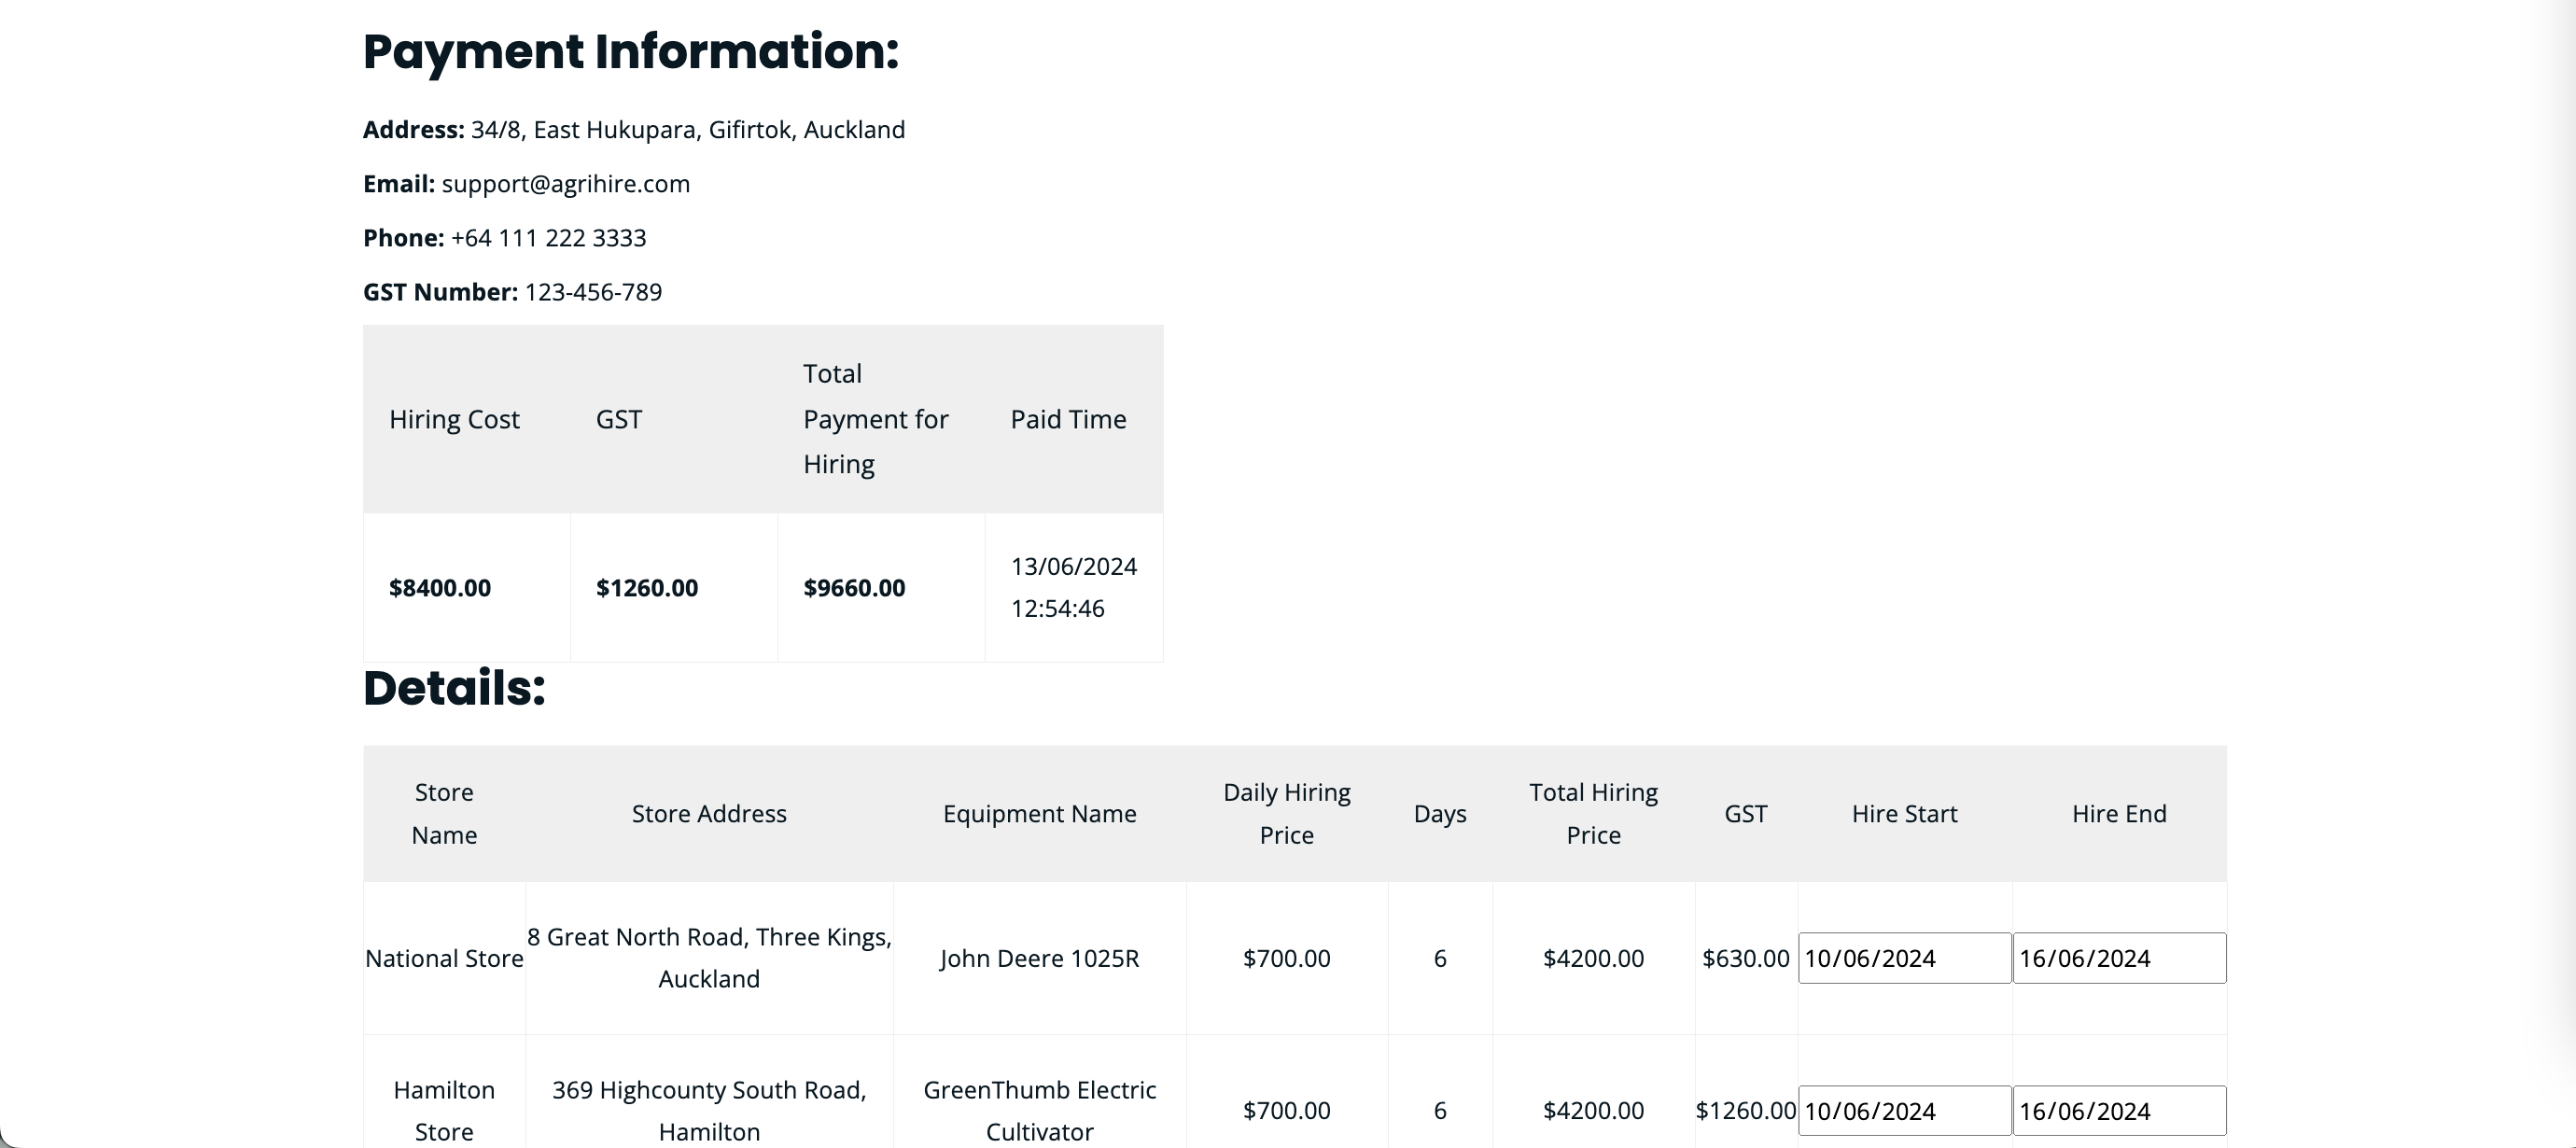 Payment Information:
Address: 34/8, East Hukupara, Gifirtok, Auckland
Email: support@agrihire.com
Phone: +64 111 222 3333
GST Number: 123-456-789
Hiring Cost
GST
Total
Payment for
Hiring
Paid Time
$8400.00
$1260.00
$9660.00
13/06/2024
12:54:46
Details:
Store
Name
Store Address
Equipment Name
Daily Hiring
Price
Days
Total Hiring
Price
GST
Hire Start
Hire End
National Store
8 Great North Road, Three Kings,
Auckland
John Deere 1025R
$700.00
6
$4200.00
$630.00
10/06/2024
16/06/2024
Hamilton
Store
369 Highcounty South Road,
Hamilton
GreenThumb Electric
Cultivator
$700.00
6
$4200.00
$1260.00
10/06/2024
16/06/2024